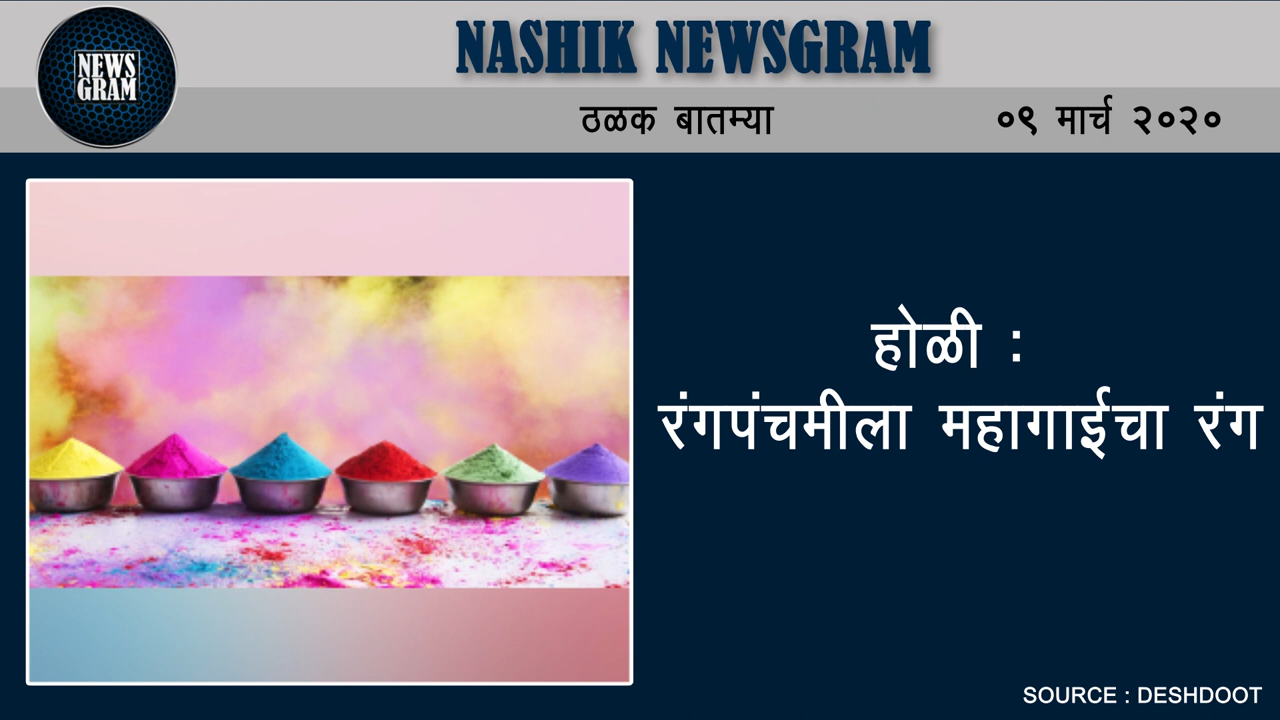 NEWS
GRAM
NASHIK NEWSGRAM
ठळक बातम्या
०९ मार्च २०२०
होळी :
रंगपंचमीला महागाईचा रंग
SOURCE : DESHDOOT